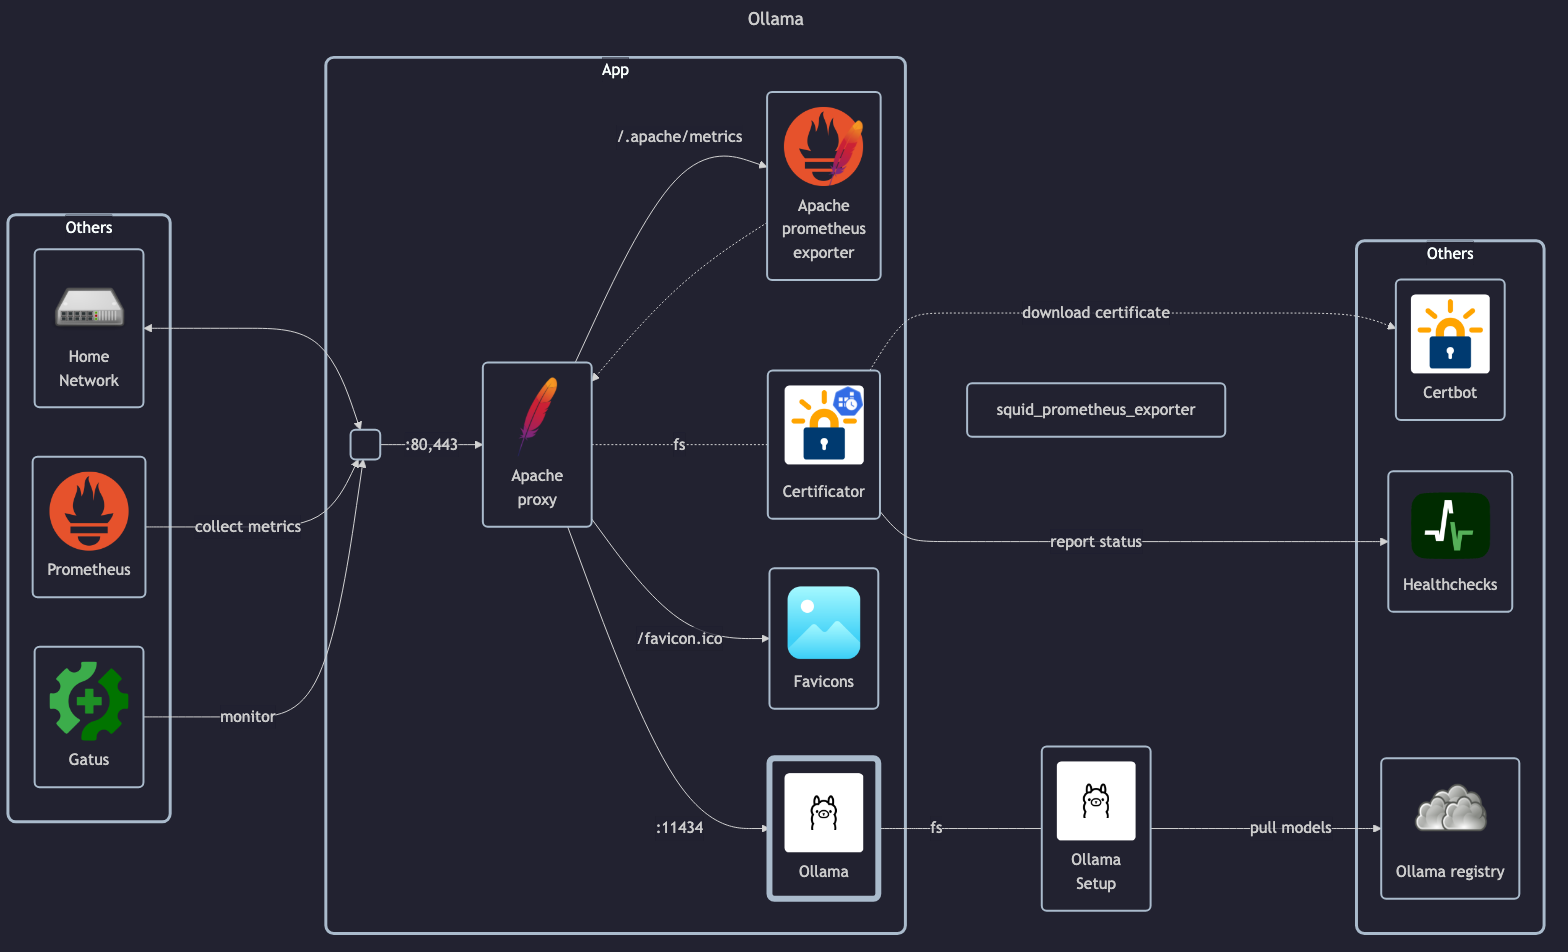 Ollama
App
/.apache/metrics
Apache
prometheus
exporter
Others
Home
Network
Prometheus
Gatus
collect metrics
monitor
:80,443
Apache
proxy
fs
Certificator
/favicon.ico
Favicons
:11434
Ollama
download certificate
squid_prometheus_exporter
report status
fs
Ollama
Setup
pull models
Others
Certbot
Healthchecks
Ollama registry